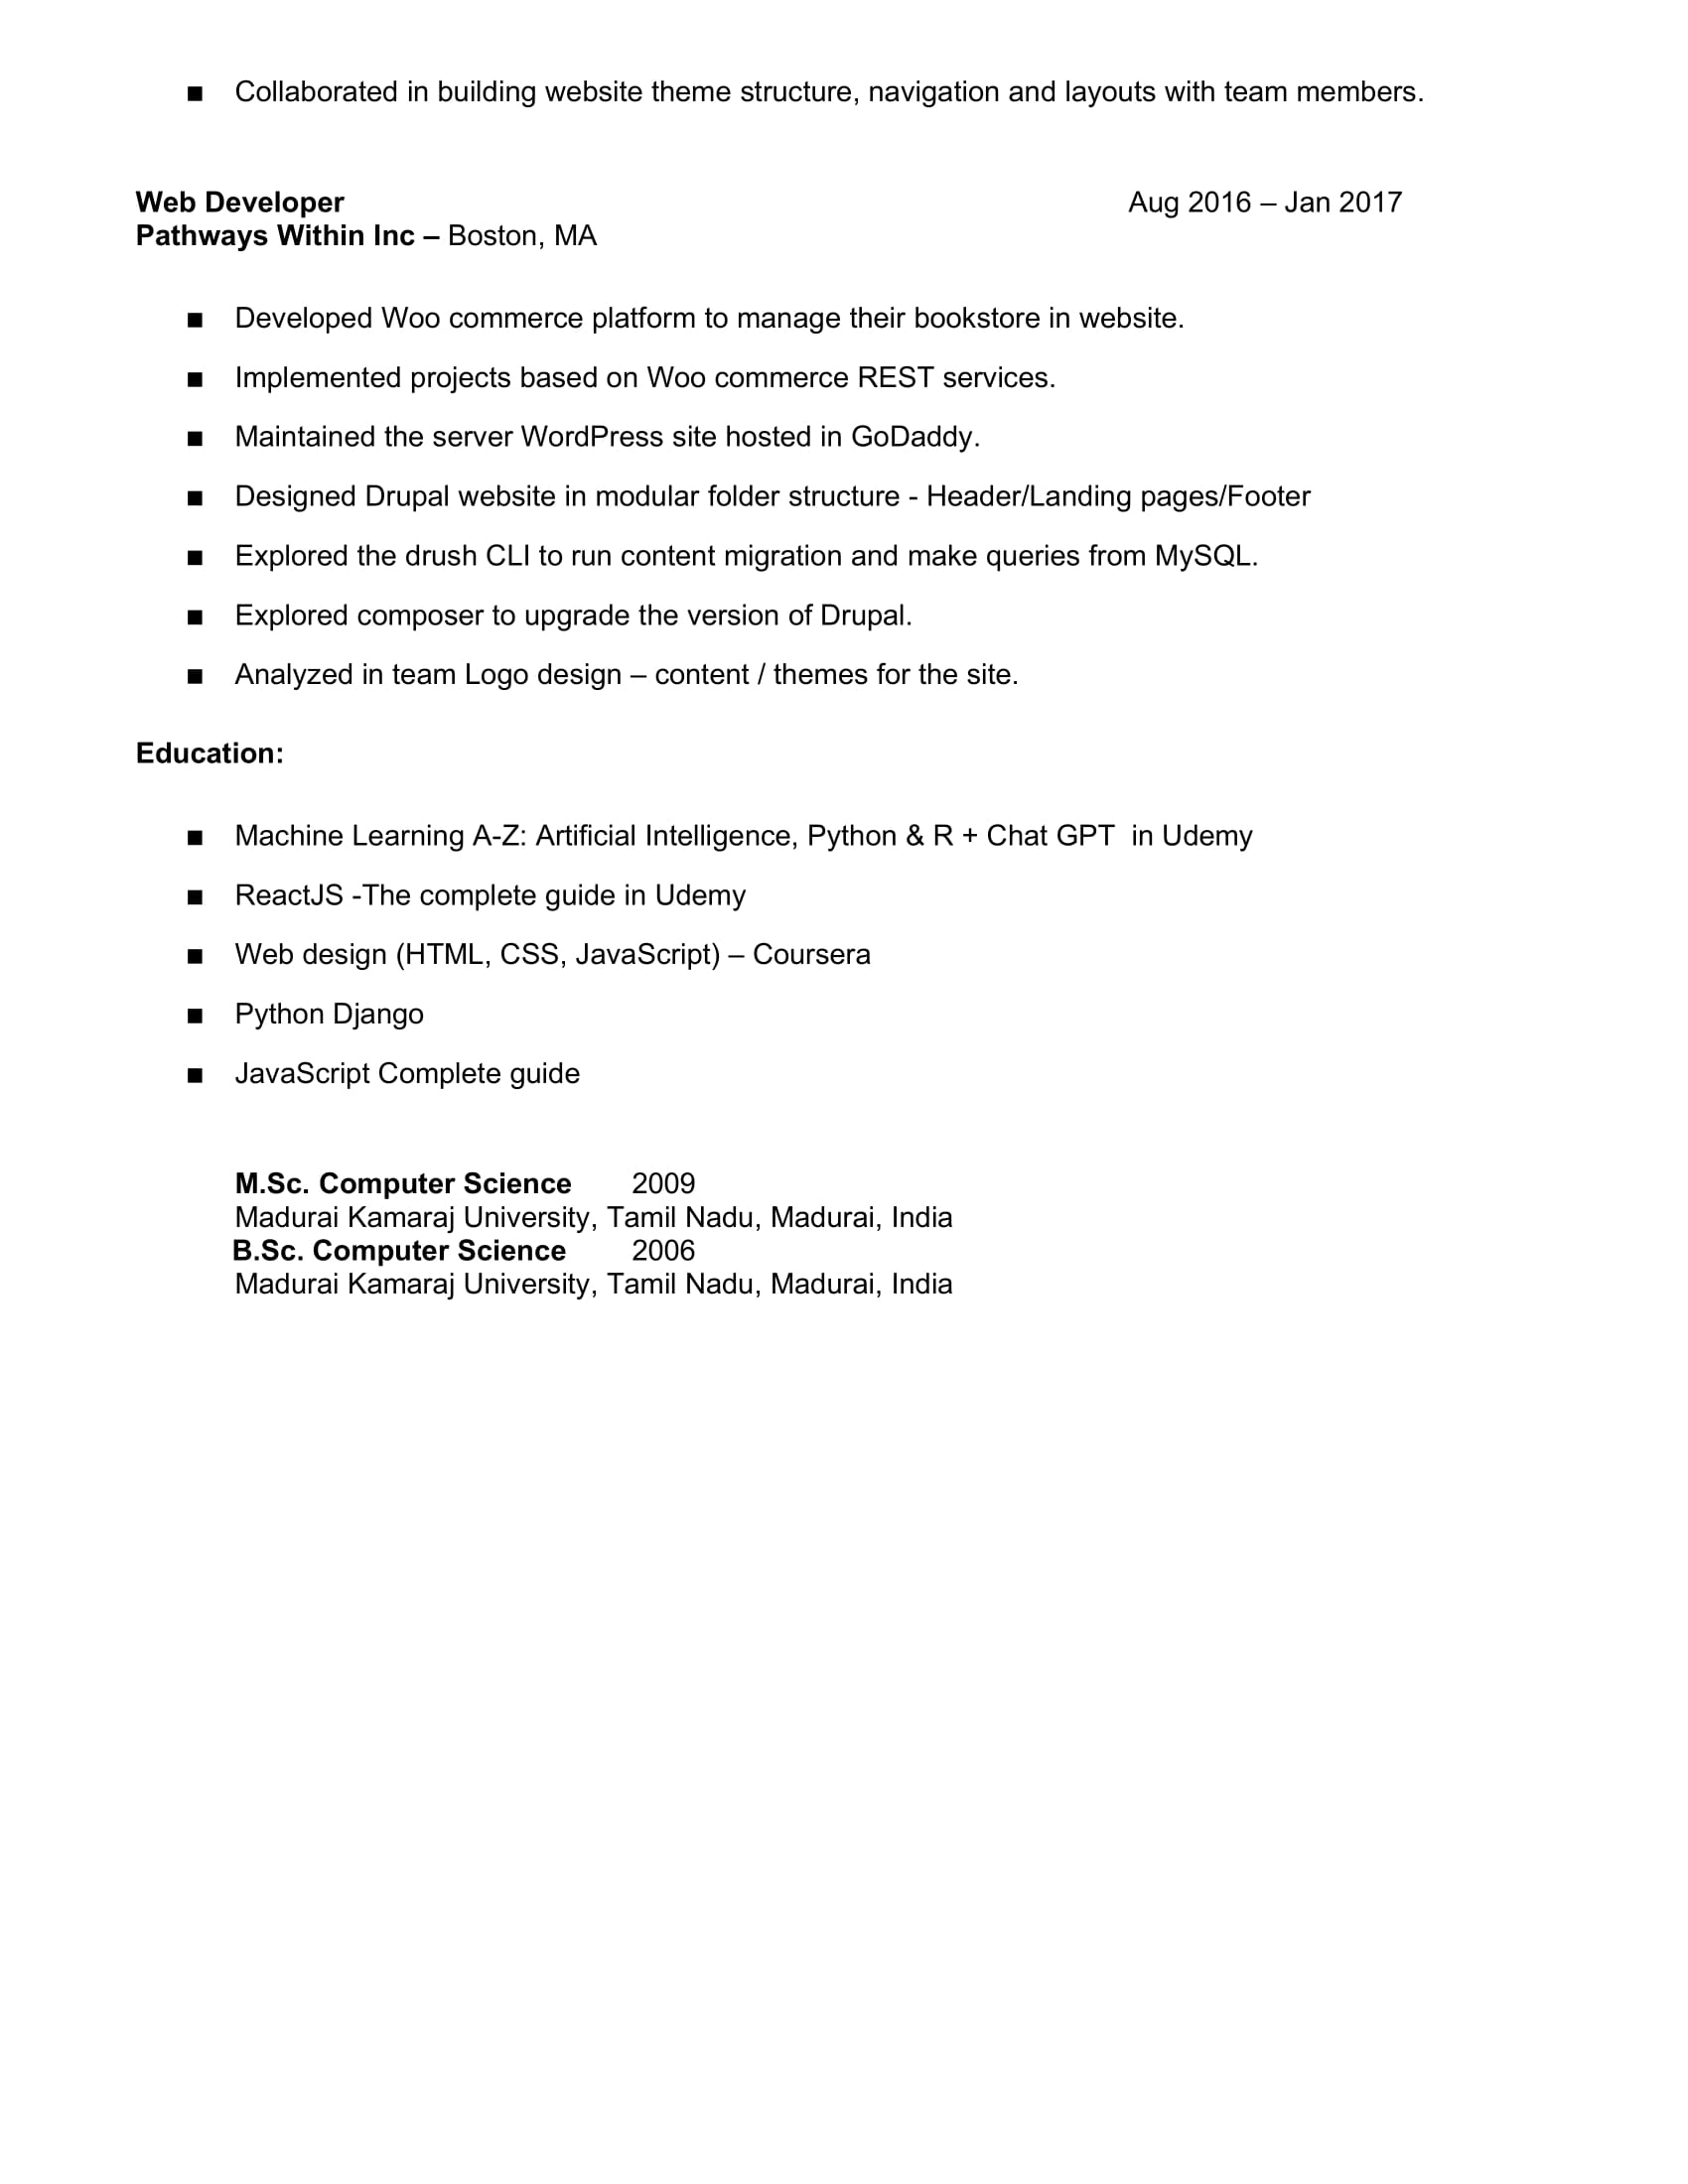 ■ Collaborated in building website theme structure, navigation and layouts with team members.
Web Developer Aug 2016 – Jan 2017
Pathways Within Inc – Boston, MA
■ Developed Woo commerce platform to manage their bookstore in website.
■ Implemented projects based on Woo commerce REST services.
■ Maintained the server WordPress site hosted in GoDaddy.
■ Designed Drupal website in modular folder structure - Header/Landing pages/Footer
■ Explored the drush CLI to run content migration and make queries from MySQL.
■ Explored composer to upgrade the version of Drupal.
■ Analyzed in team Logo design – content / themes for the site.
Education:
■ Machine Learning A-Z: Artificial Intelligence, Python & R + Chat GPT  in Udemy
■ ReactJS -The complete guide in Udemy
■ Web design (HTML, CSS, JavaScript) – Coursera
■ Python Django
■ JavaScript Complete guide
M.Sc. Computer Science 2009
Madurai Kamaraj University, Tamil Nadu, Madurai, India
B.Sc. Computer Science 2006
Madurai Kamaraj University, Tamil Nadu, Madurai, India